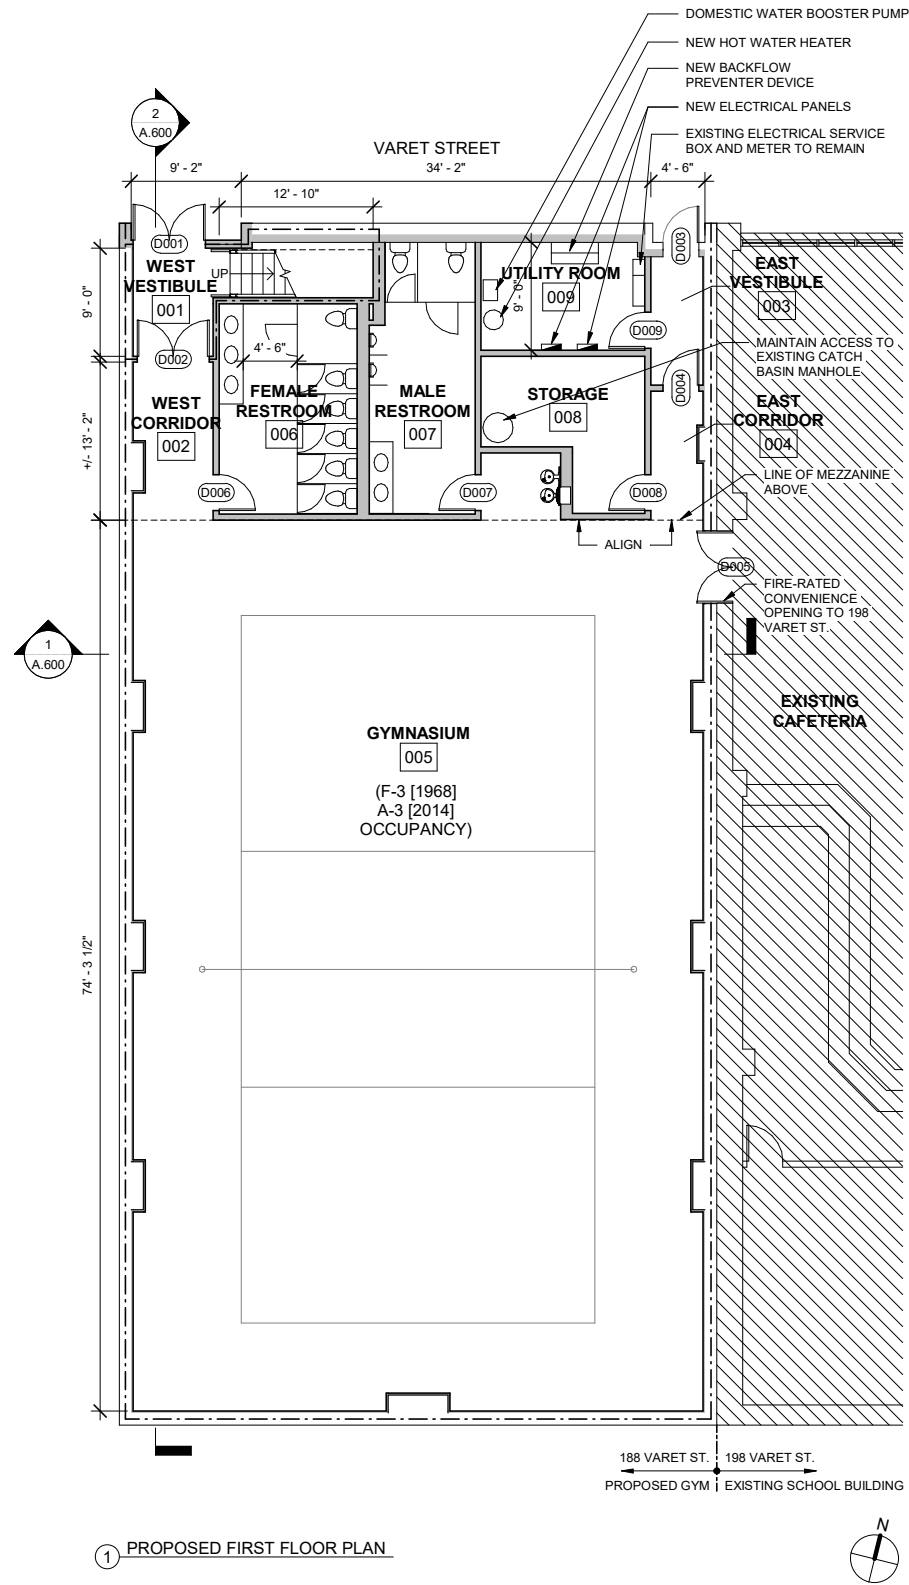 DOMESTIC WATER BOOSTER PUMP
NEW HOT WATER HEATER
NEW BACKFLOW
PREVENTER DEVICE
NEW ELECTRICAL PANELS
EXISTING ELECTRICAL SERVICE
BOX AND METER TO REMAIN
2
A.600
VARET STREET
9' - 2"
34' - 2"
4' - 6"
12' - 10"
D001
D003
WEST
VESTIBULE
001
UP
UTILITY ROOM
009
9' - 0"
EAST
VESTIBULE
003
9' - 0"
D009
D002
4' - 6"
MAINTAIN ACCESS TO
EXISTING CATCH
BASIN MANHOLE
WEST
CORRIDOR
002
FEMALE
RESTROOM
006
MALE
RESTROOM
007
STORAGE
008
D004
EAST
CORRIDOR
004
+/- 13' - 2"
D006
D007
D008
LINE OF MEZZANINE
ABOVE
ALIGN
D005
FIRE-RATED
CONVENIENCE
OPENING TO 198
VARET ST.
1
A.600
EXISTING
CAFETERIA
GYMNASIUM
005
(F-3 [1968]
A-3 [2014]
OCCUPANCY)
74' - 3 1/2"
188 VARET ST.
198 VARET ST.
PROPOSED GYM
EXISTING SCHOOL BUILDING
1
PROPOSED FIRST FLOOR PLAN
N